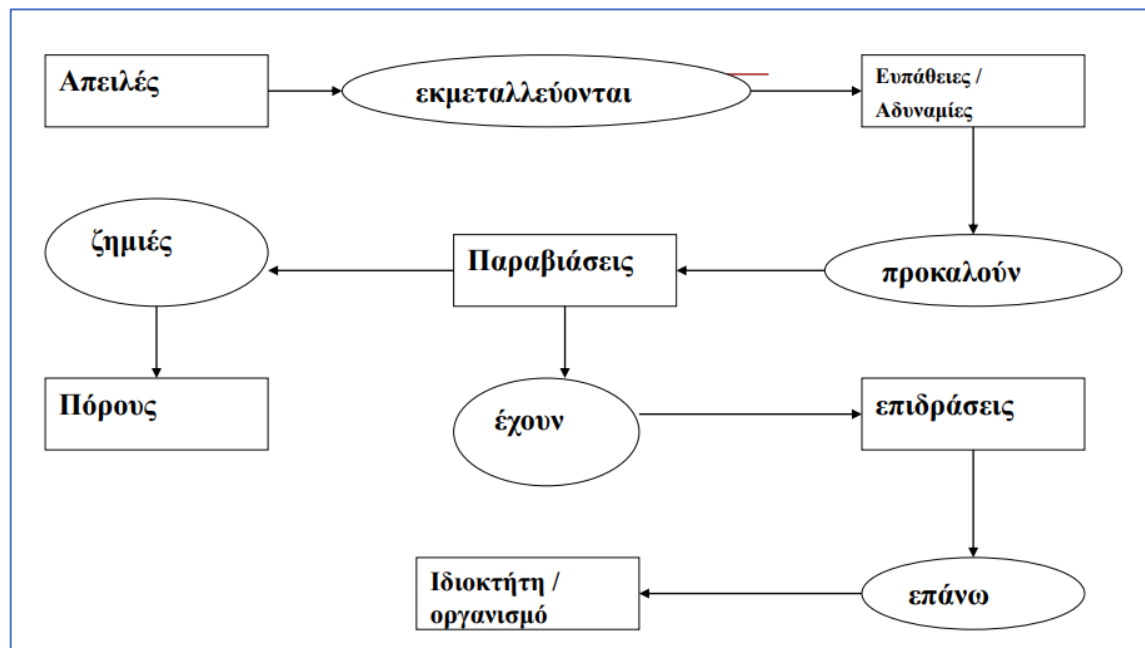 Απειλές
εκμεταλλεύονται
Ευπάθειες /
Αδυναμίες
ζημιές
Παραβιάσεις
προκαλούν
Πόρους
έχουν
επιδράσεις
Ιδιοκτήτη /
οργανισμό
επάνω